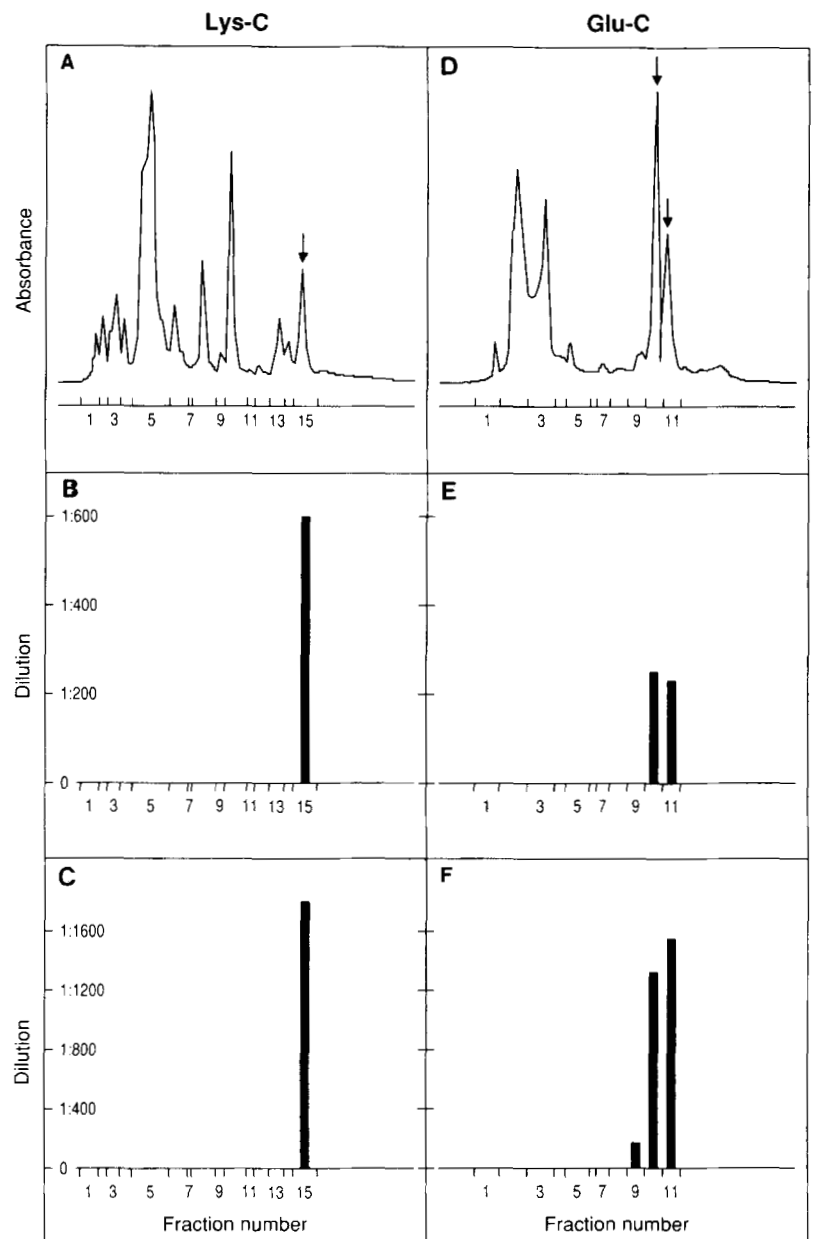 Lys-C
Glu-C
A
Absorbance
1 3 5 7 9 11 13 15
D
1 3 5 7 9 11
B
Dilution
1:600
1:400
1:200
0
1 3 5 7 9 11 13 15
E
1 3 5 7 9 11
C
Dilution
1:1600
1:1200
1:800
1:400
0
1 3 5 7 9 11 13 15
Fraction number
F
1 3 5 7 9 11
Fraction number